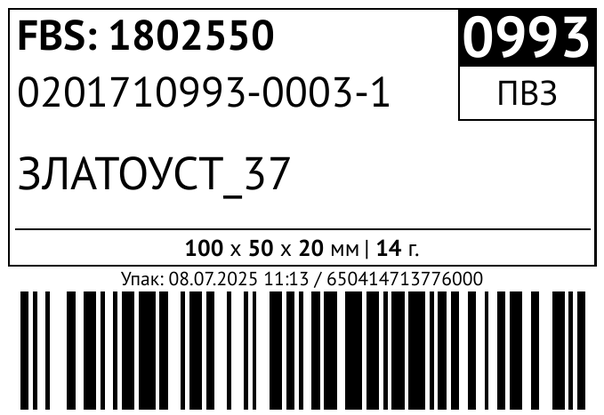 FBS: 1802550
0993
0201710993-0003-1
ПВЗ
ЗЛАТОУСТ_37
100 x 50 x 20 мм | 14 г.
Упак: 08.07.2025 11:13 / 650414713776000